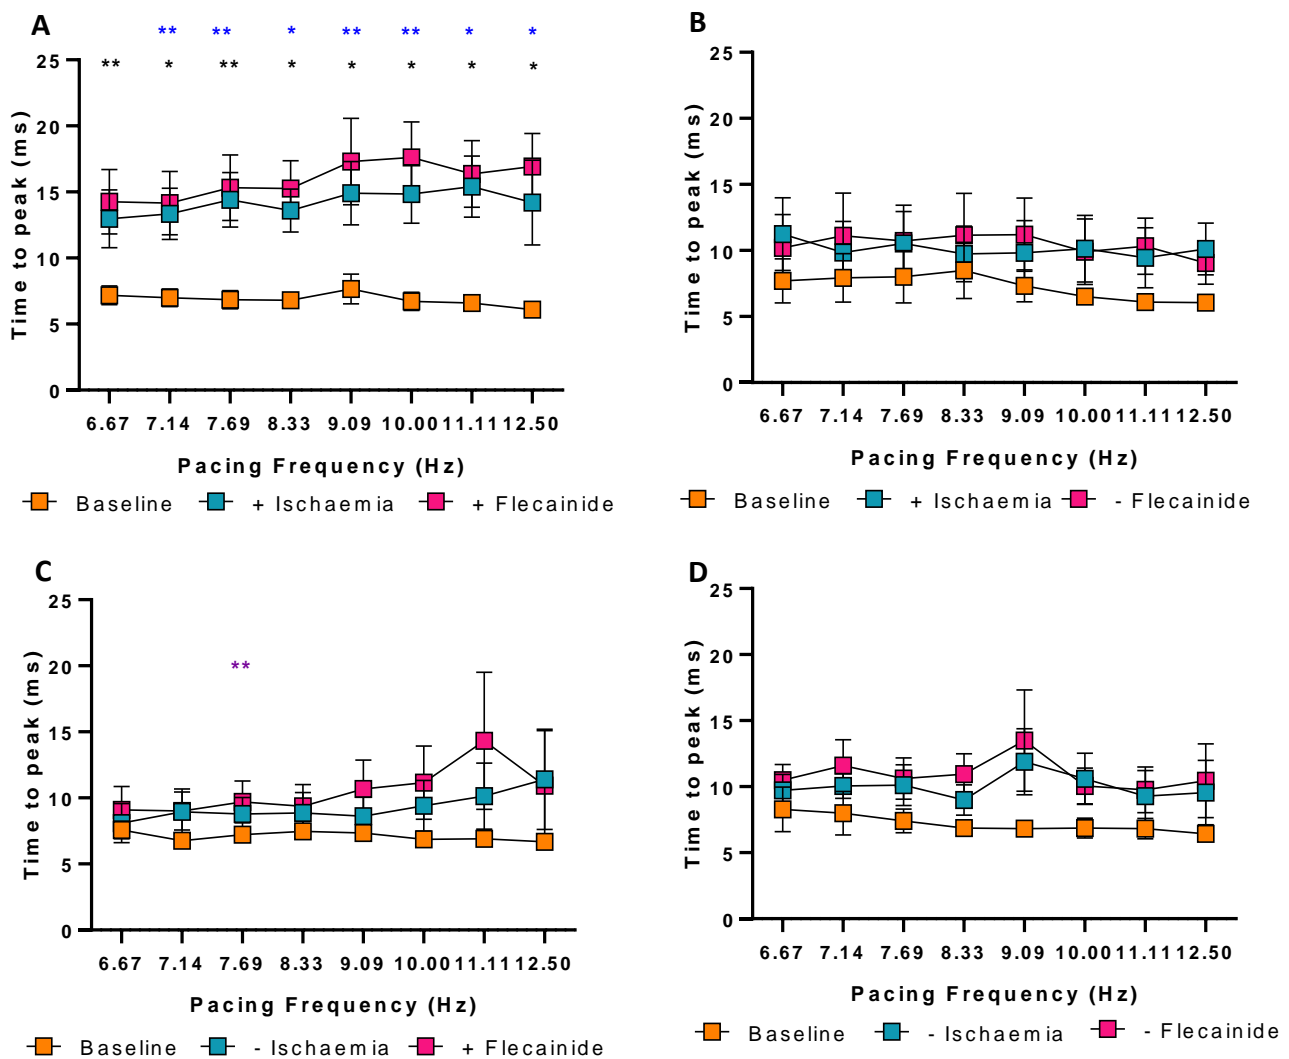 A
** ** * ** ** * *
** * ** * * * * *
25
20
15
10
5
0
Time to peak (ms)
6.67 7.14 7.69 8.33 9.09 10.00 11.11 12.50
Pacing Frequency (Hz)
Baseline + Ischaemia + Flecainide
B
25
20
15
10
5
0
Time to peak (ms)
6.67 7.14 7.69 8.33 9.09 10.00 11.11 12.50
Pacing Frequency (Hz)
Baseline + Ischaemia - Flecainide
C
**
25
20
15
10
5
0
Time to peak (ms)
6.67 7.14 7.69 8.33 9.09 10.00 11.11 12.50
Pacing Frequency (Hz)
Baseline - Ischaemia + Flecainide
D
25
20
15
10
5
0
Time to peak (ms)
6.67 7.14 7.69 8.33 9.09 10.00 11.11 12.50
Pacing Frequency (Hz)
Baseline - Ischaemia - Flecainide